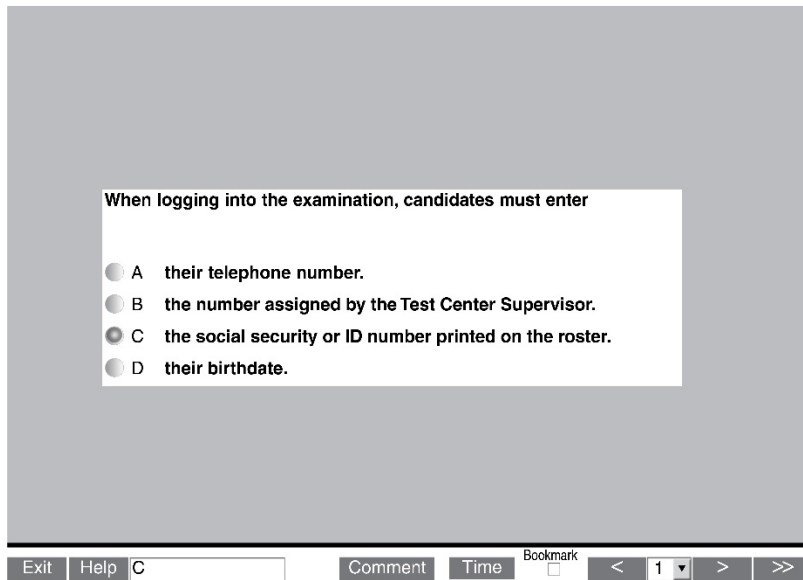 When logging into the examination, candidates must enter
A their telephone number.
B the number assigned by the Test Center Supervisor.
C the social security or ID number printed on the roster.
D their birthdate.
Bookmark
Exit Help C Comment Time < 1 > >>